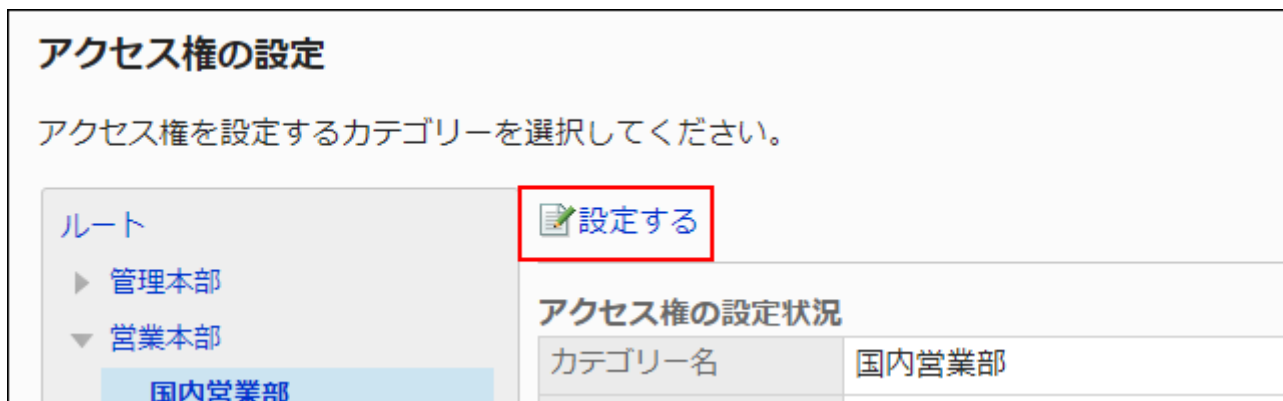 アクセス権の設定
アクセス権を設定するカテゴリーを選択してください。
ルート
管理本部
営業本部
国内営業部
設定する
アクセス権の設定状況
カテゴリー名 国内営業部